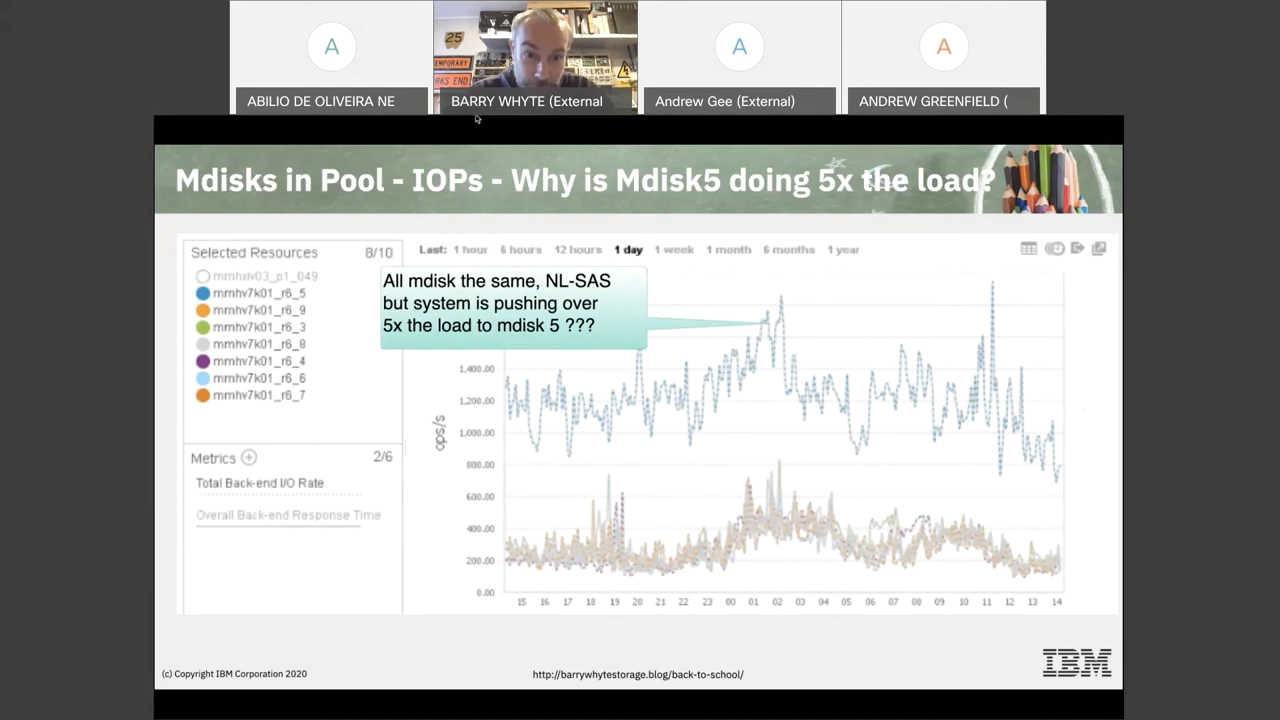 A
A
A
25
TEMPORARY
RKS END
ABILIO DE OLIVEIRA NE
BARRY WHYTE (External
Andrew Gee (External)
ANDREW GREENFIELD (
Mdisks in Pool - IOPs - Why is Mdisk5 doing 5x the load?
Selected Resources 8/10
mmhxiv03_p1_049
mmhv7k01_r6_5
mmhv7k01_r6_9
mmhv7k01_r6_3
mmhv7k01_r6_8
mmhv7k01_r6_4
mmhv7k01_r6_6
mmhv7k01_r6_7
Metrics 2/6
Total Back-end I/O Rate
Overall Back-end Response Time
Last: 1 hour 6 hours 12 hours 1 day 1 week 1 month 6 months 1 year
All mdisk the same, NL-SAS
but system is pushing over
5x the load to mdisk 5 ???
ops/s
1,400.00
1,200.00
1,000.00
800.00
600.00
400.00
200.00
0.00
15 16 17 18 19 20 21 22 23 00 01 02 03 04 05 06 07 08 09 10 11 12 13 14
(c) Copyright IBM Corporation 2020
http://barrywhytestorage.blog/back-to-school/
IBM